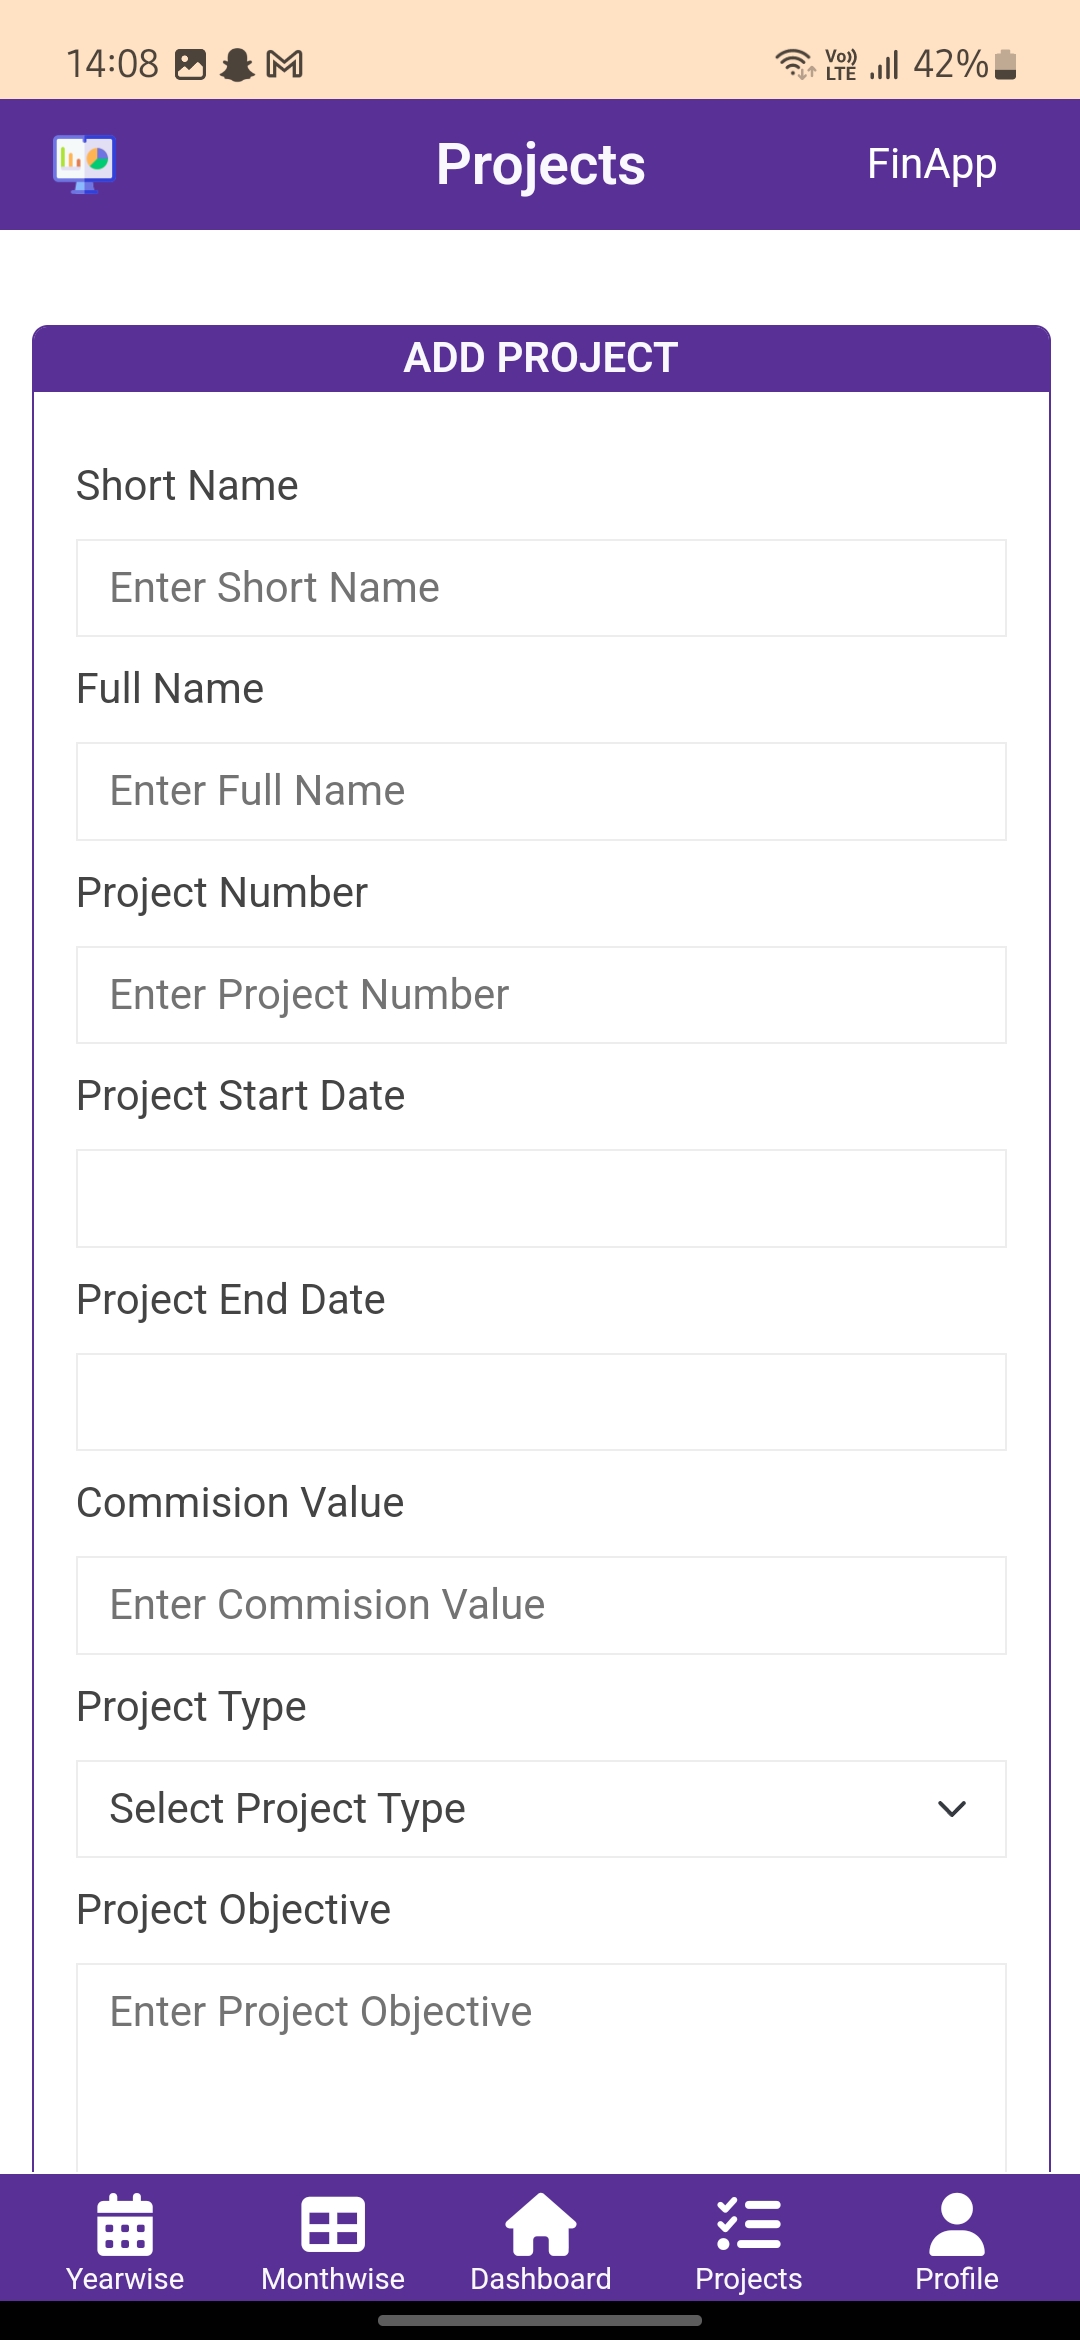 14:08
Vo)) LTE 42%
Projects
FinApp
ADD PROJECT
Short Name
Enter Short Name
Full Name
Enter Full Name
Project Number
Enter Project Number
Project Start Date
Project End Date
Commision Value
Enter Commision Value
Project Type
Select Project Type
Project Objective
Enter Project Objective
Yearwise
Monthwise
Dashboard
Projects
Profile